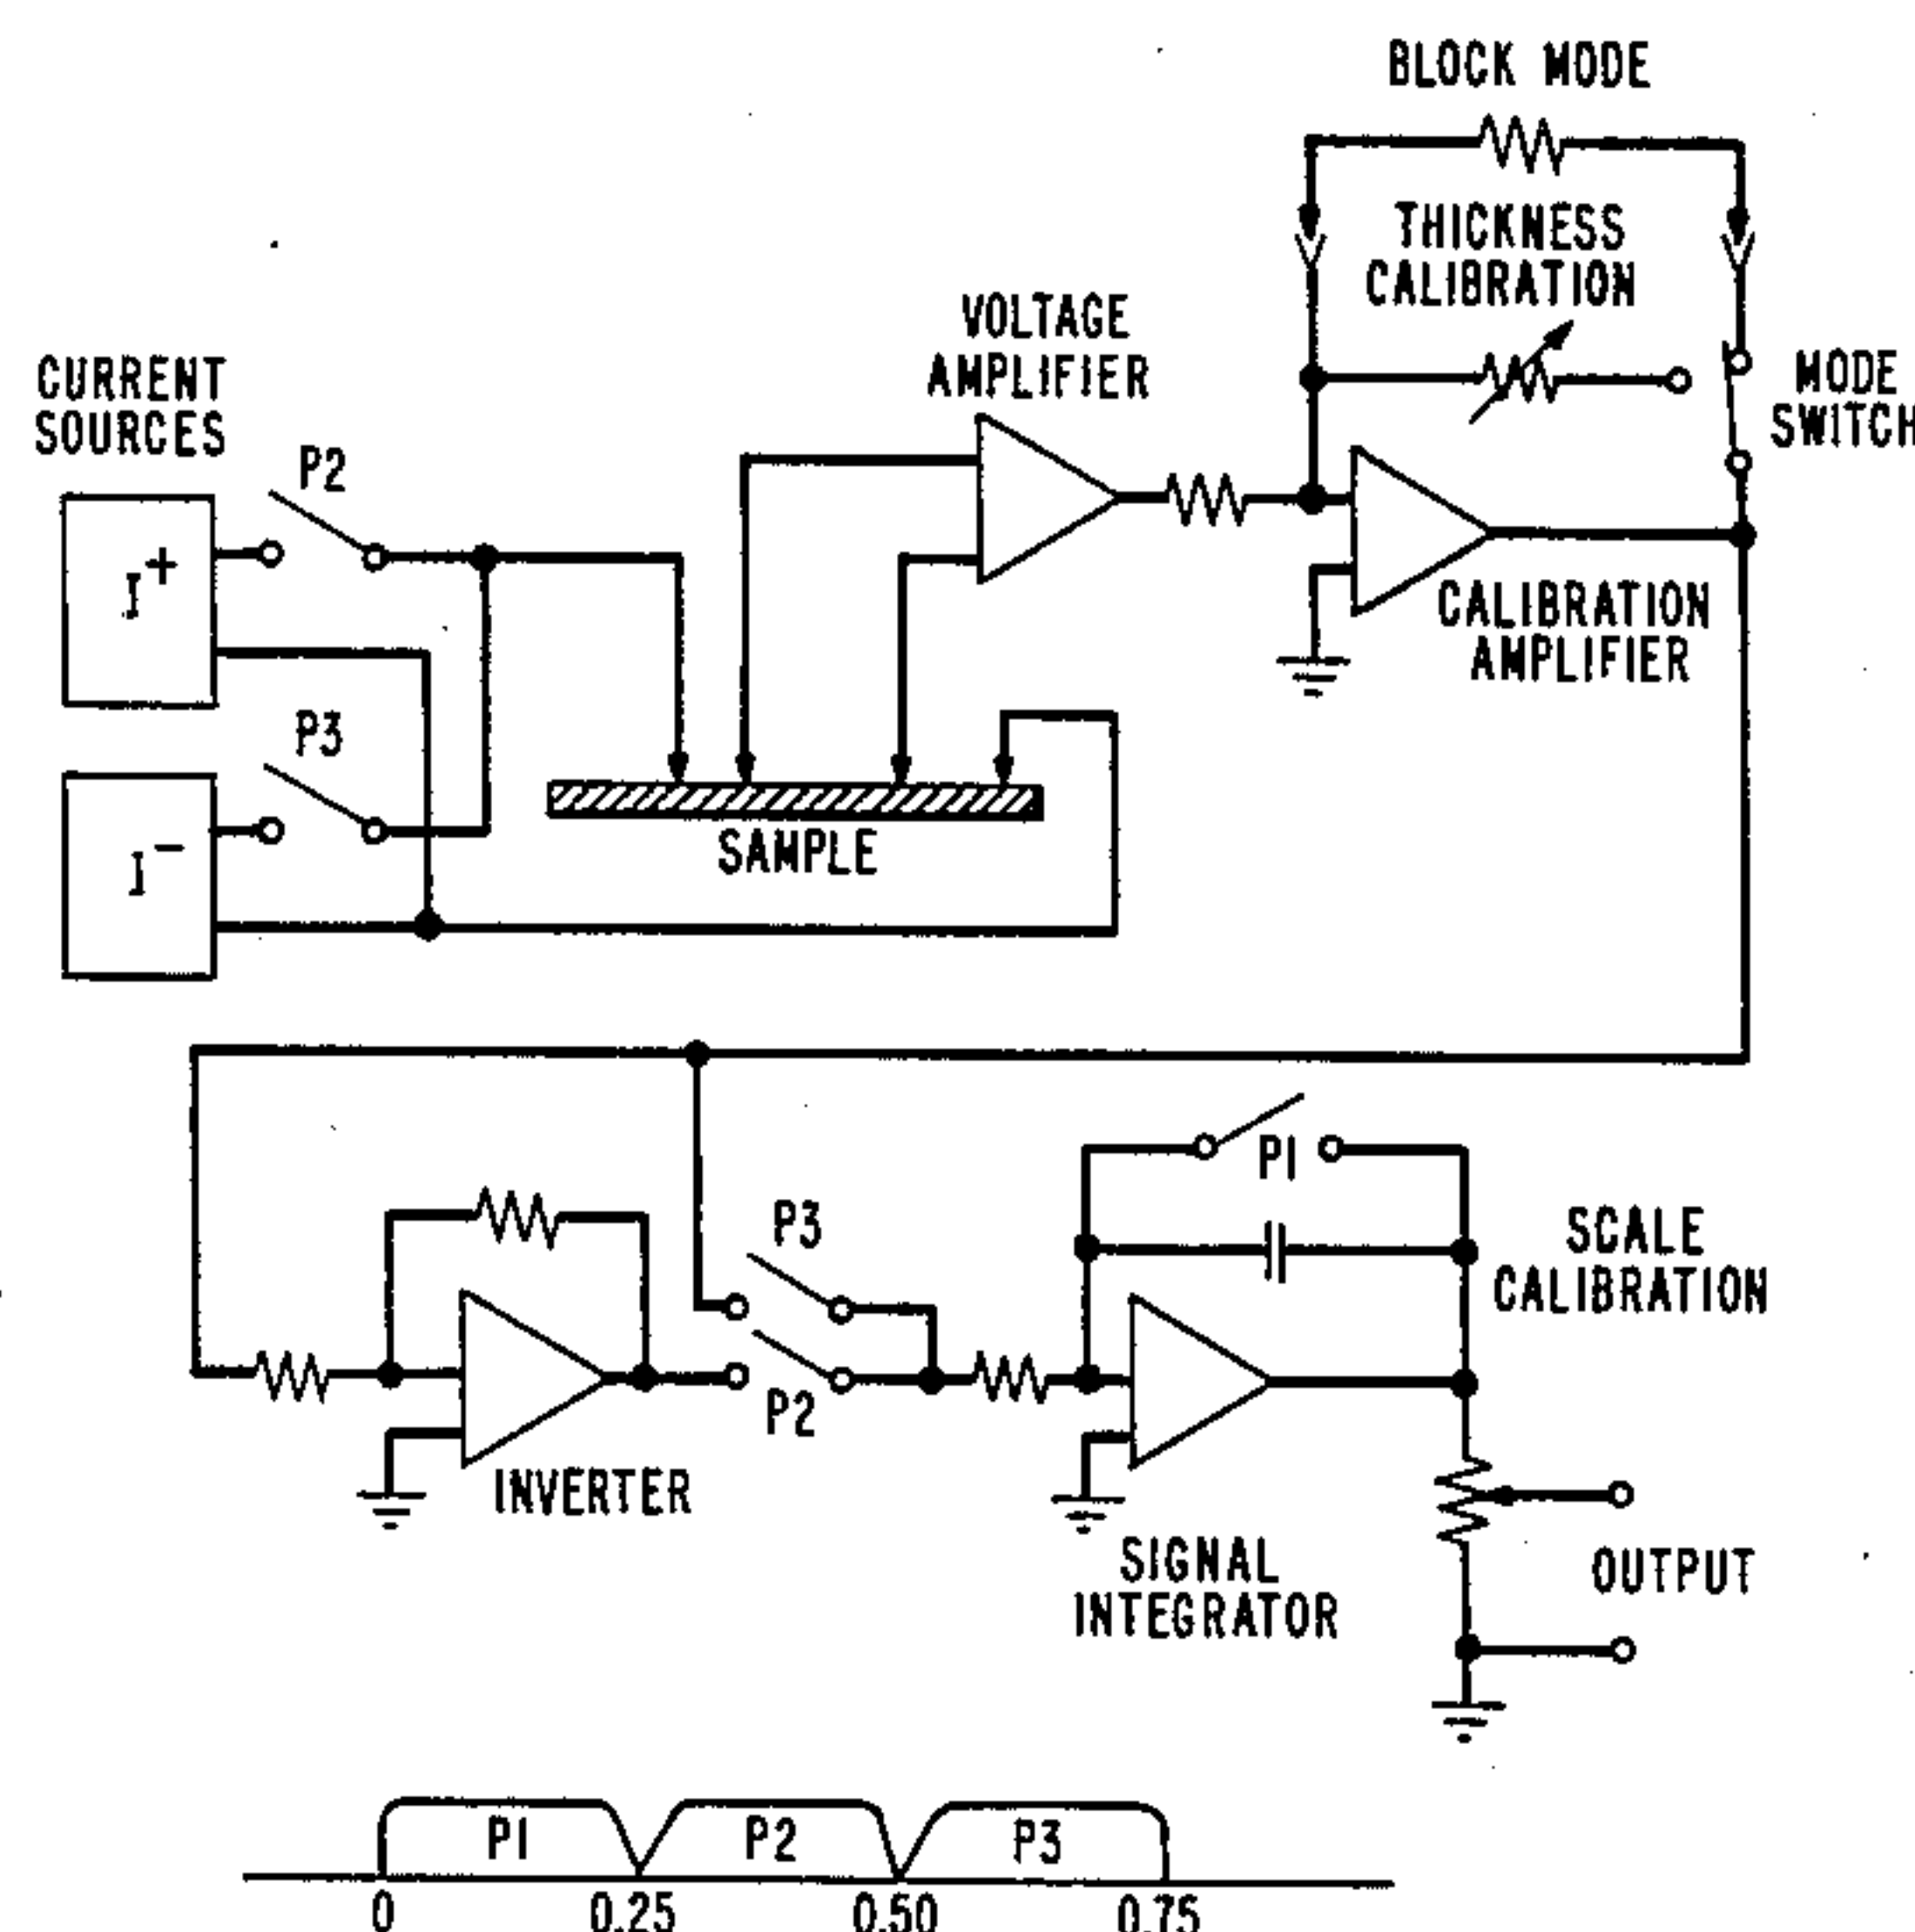 BLOCK MODE
THICKNESS
CALIBRATION
VOLTAGE
AMPLIFIER
MODE
SWITCH
CURRENT
SOURCES
P2
I+
CALIBRATION
AMPLIFIER
P3
I−
SAMPLE
P1
P3
SCALE
CALIBRATION
P2
INVERTER
SIGNAL
INTEGRATOR
OUTPUT
P1 P2 P3
0 0.25 0.50 0.75